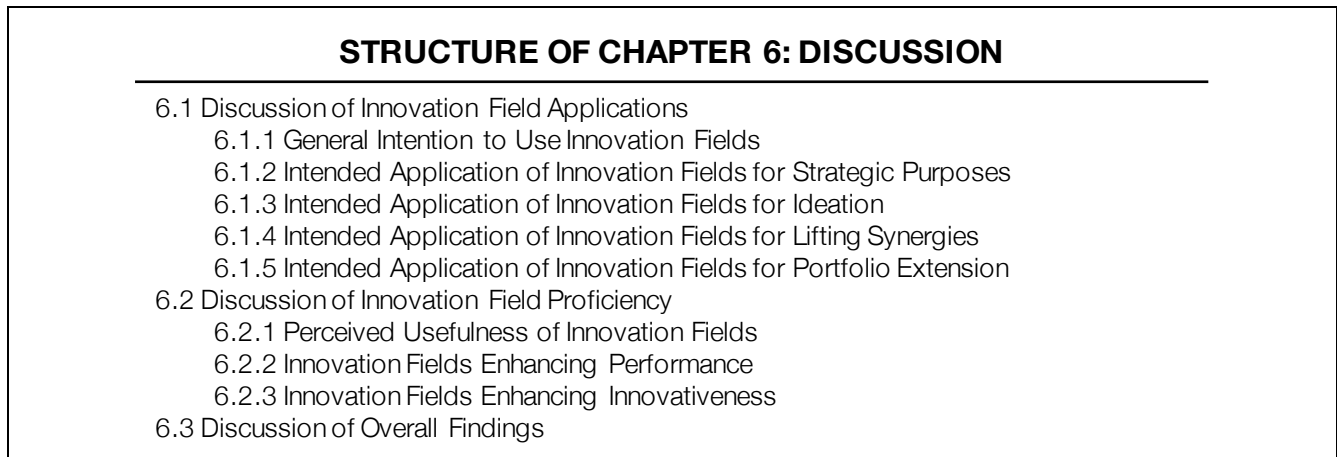 STRUCTURE OF CHAPTER 6: DISCUSSION
6.1 Discussion of Innovation Field Applications
6.1.1 General Intention to Use Innovation Fields
6.1.2 Intended Application of Innovation Fields for Strategic Purposes
6.1.3 Intended Application of Innovation Fields for Ideation
6.1.4 Intended Application of Innovation Fields for Lifting Synergies
6.1.5 Intended Application of Innovation Fields for Portfolio Extension
6.2 Discussion of Innovation Field Proficiency
6.2.1 Perceived Usefulness of Innovation Fields
6.2.2 Innovation Fields Enhancing Performance
6.2.3 Innovation Fields Enhancing Innovativeness
6.3 Discussion of Overall Findings